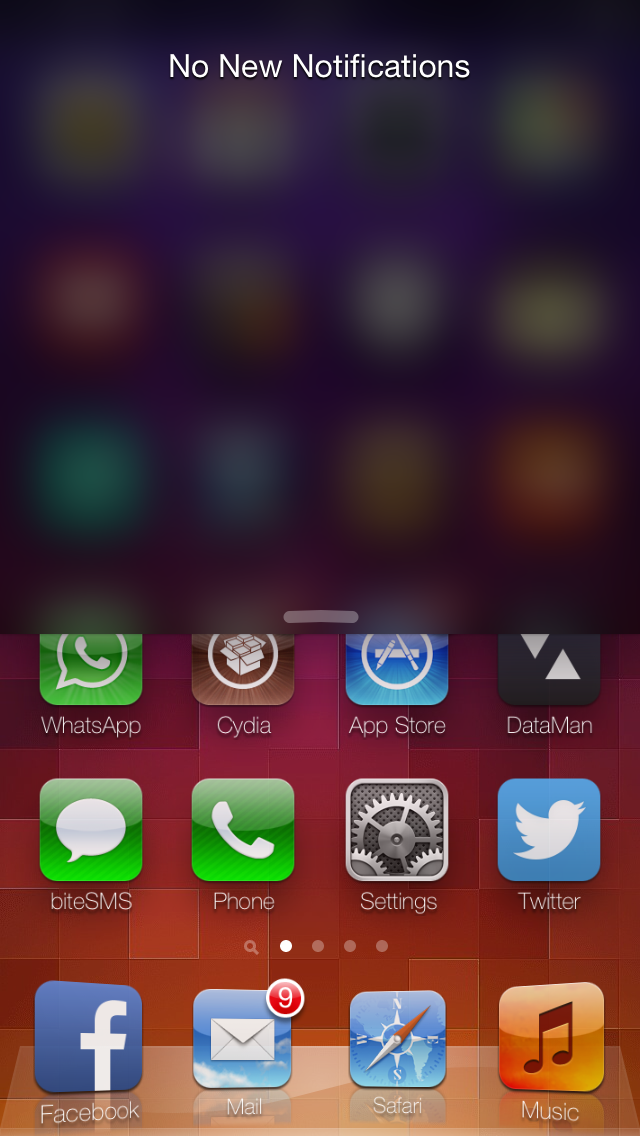 No New Notifications
WhatsApp Cydia App Store DataMan
biteSMS Phone Settings Twitter
9
N
E
S
Facebook Mail Safari Music